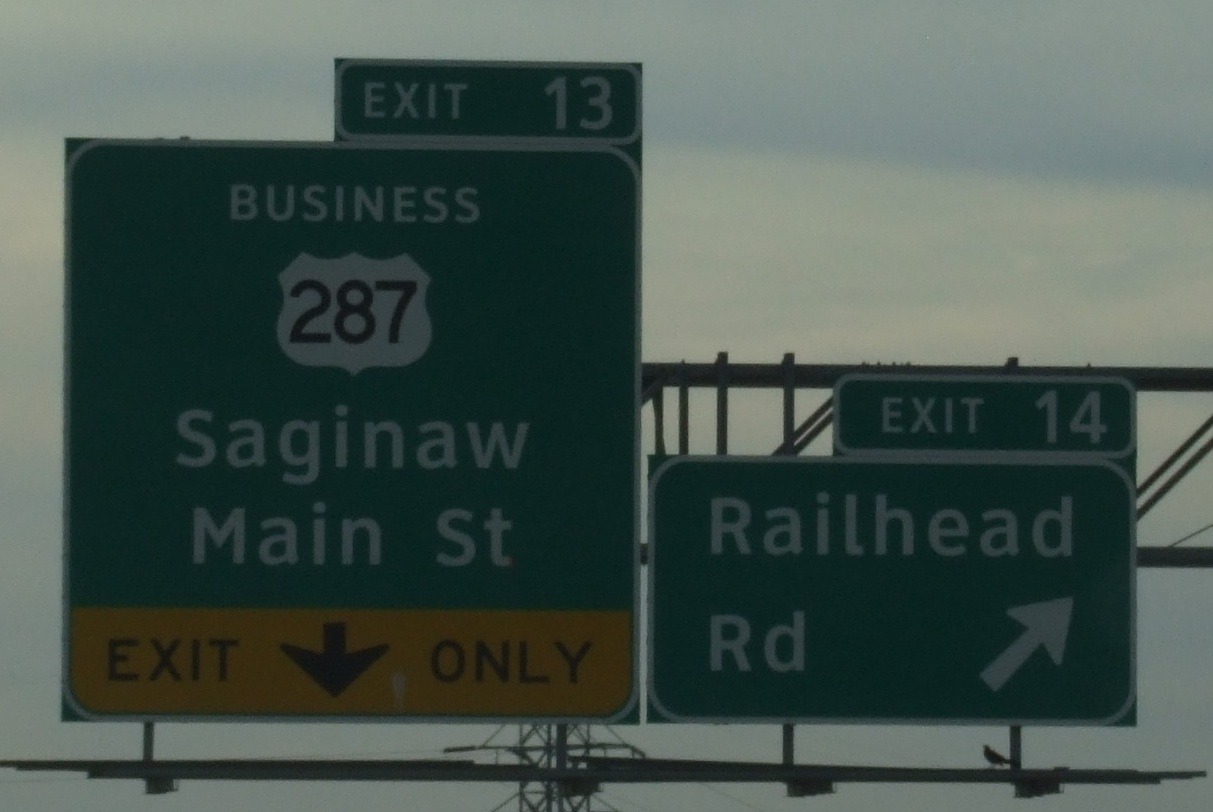 EXIT 13
BUSINESS
287
Saginaw
Main St
EXIT ONLY
EXIT 14
Railhead
Rd